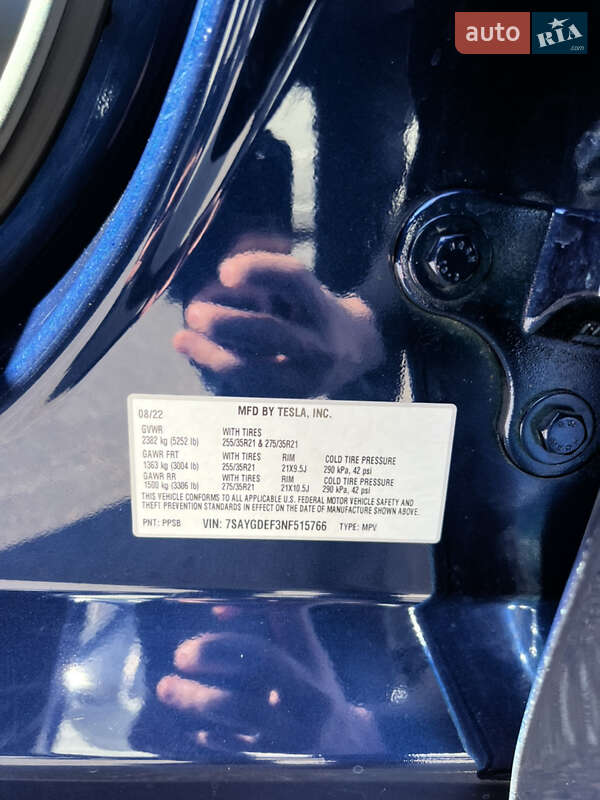 auto RIA .com
08/22 MFD BY TESLA, INC.
GVWR WITH TIRES
2382 kg (5252 lb) 255/35R21 & 275/35R21
GAWR FRT WITH TIRES RIM COLD TIRE PRESSURE
1363 kg (3004 lb) 255/35R21 21X9.5J 290 kPa, 42 psi
GAWR RR WITH TIRES RIM COLD TIRE PRESSURE
1500 kg (3306 lb) 275/35R21 21X10.5J 290 kPa, 42 psi
THIS VEHICLE CONFORMS TO ALL APPLICABLE U.S. FEDERAL MOTOR VEHICLE SAFETY AND
THEFT PREVENTION STANDARDS IN EFFECT ON THE DATE OF MANUFACTURE SHOWN ABOVE.
PNT: PPSB VIN: 7SAYGDEF3NF515766 TYPE: MPV